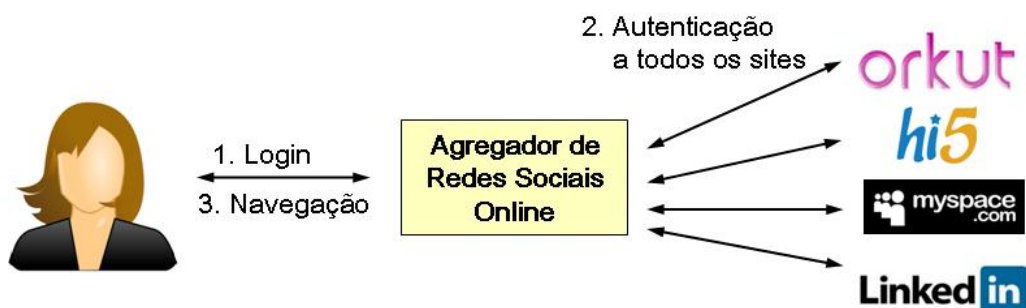 2. Autenticação
a todos os sites
orkut
hi5
1. Login
3. Navegação
Agregador de
Redes Sociais
Online
myspace
.com
Linked in